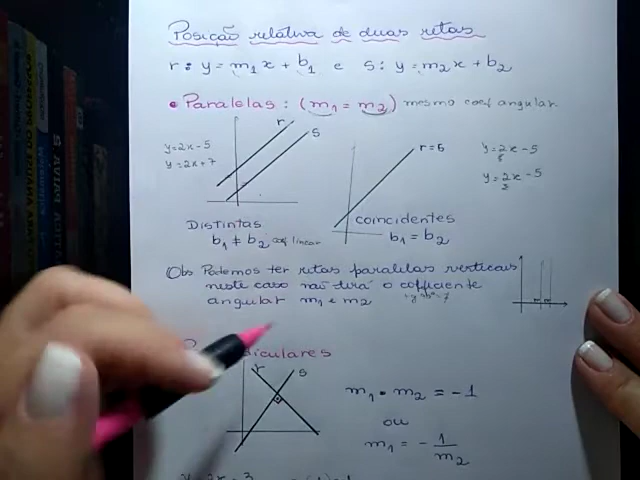 Posição relativa de duas retas
r: y = m₁x + b₁ e s: y = m₂x + b₂
• Paralelas: (m₁ = m₂) mesmo coef angular
r
s
y=2x-5
y=2x+7
r=s
y=2x-5
y=2x-5
Distintas
b₁ ≠ b₂ coef linear
coincidentes
b₁ = b₂
Obs Podemos ter retas paralelas verticais
neste caso não terá o coeficiente
angular m₁ e m₂
diculares
r
s
m₁ • m₂ = -1
ou
m₁ = - 1/m₂